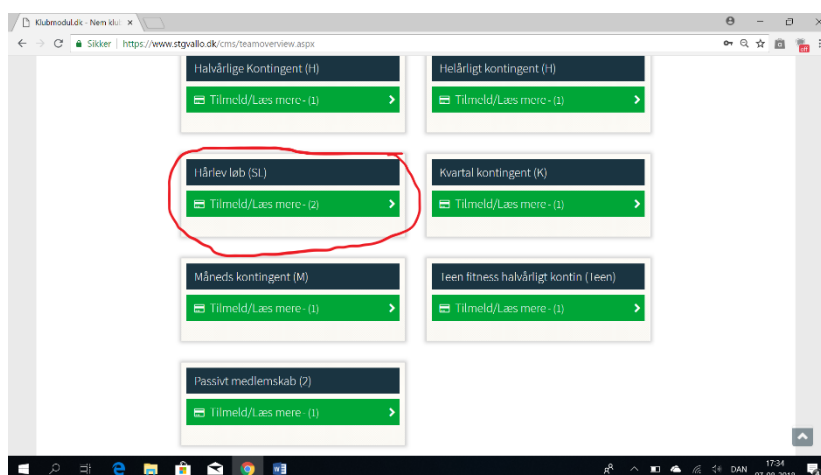 Klubmodul.dk - Nem klub
Sikker | https://www.stgvallo.dk/cms/teamoverview.aspx
Halvårlige Kontingent (H)
Helårligt kontingent (H)
Tilmeld/Læs mere - (1)
Tilmeld/Læs mere - (1)
Hårlev løb (SL)
Kvartal kontingent (K)
Tilmeld/Læs mere - (2)
Tilmeld/Læs mere - (1)
Måneds kontingent (M)
Teen fitness halvårligt kontin (Teen)
Tilmeld/Læs mere - (1)
Tilmeld/Læs mere - (1)
Passivt medlemskab (2)
Tilmeld/Læs mere - (1)
DAN
17:34
07-08-2018